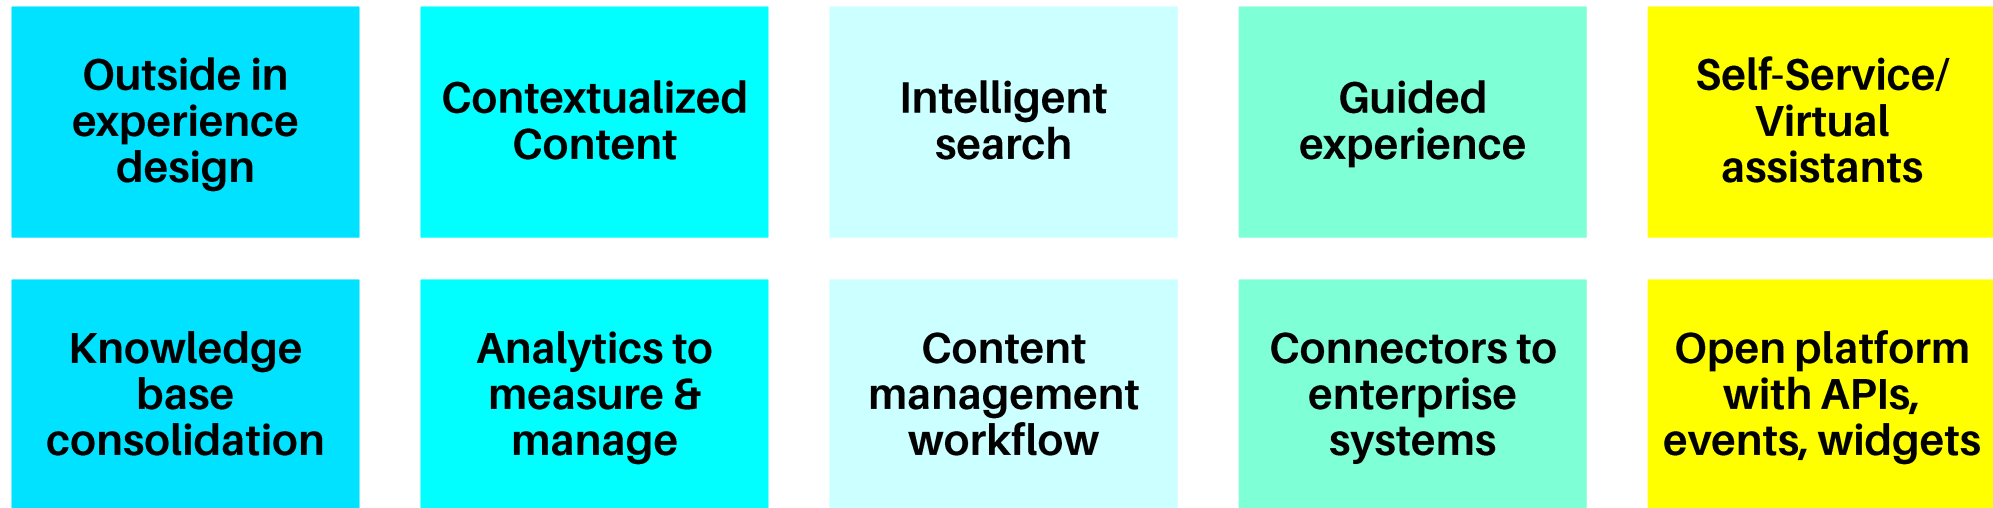 Outside in
experience
design
Contextualized
Content
Intelligent
search
Guided
experience
Self-Service/
Virtual
assistants
Knowledge
base
consolidation
Analytics to
measure &
manage
Content
management
workflow
Connectors to
enterprise
systems
Open platform
with APIs,
events, widgets